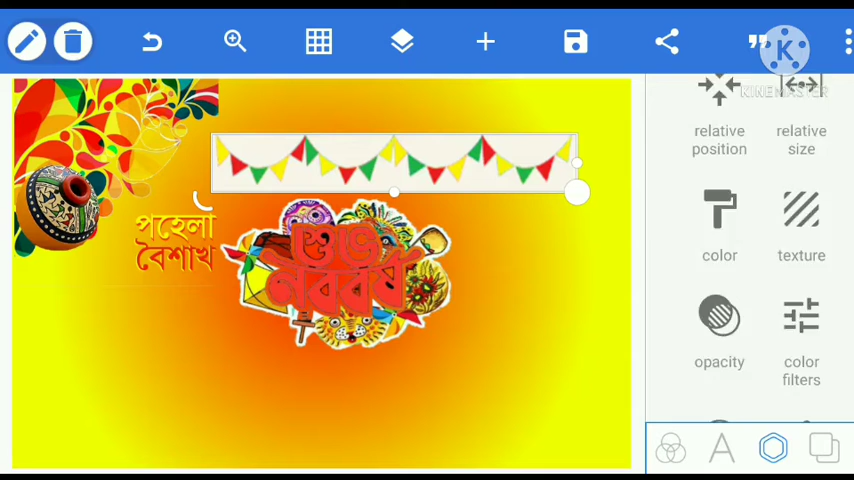 KINEMASTER
relative position
relative size
color
texture
opacity
color filters
পহেলা
বৈশাখ
শুভ
নববর্ষ